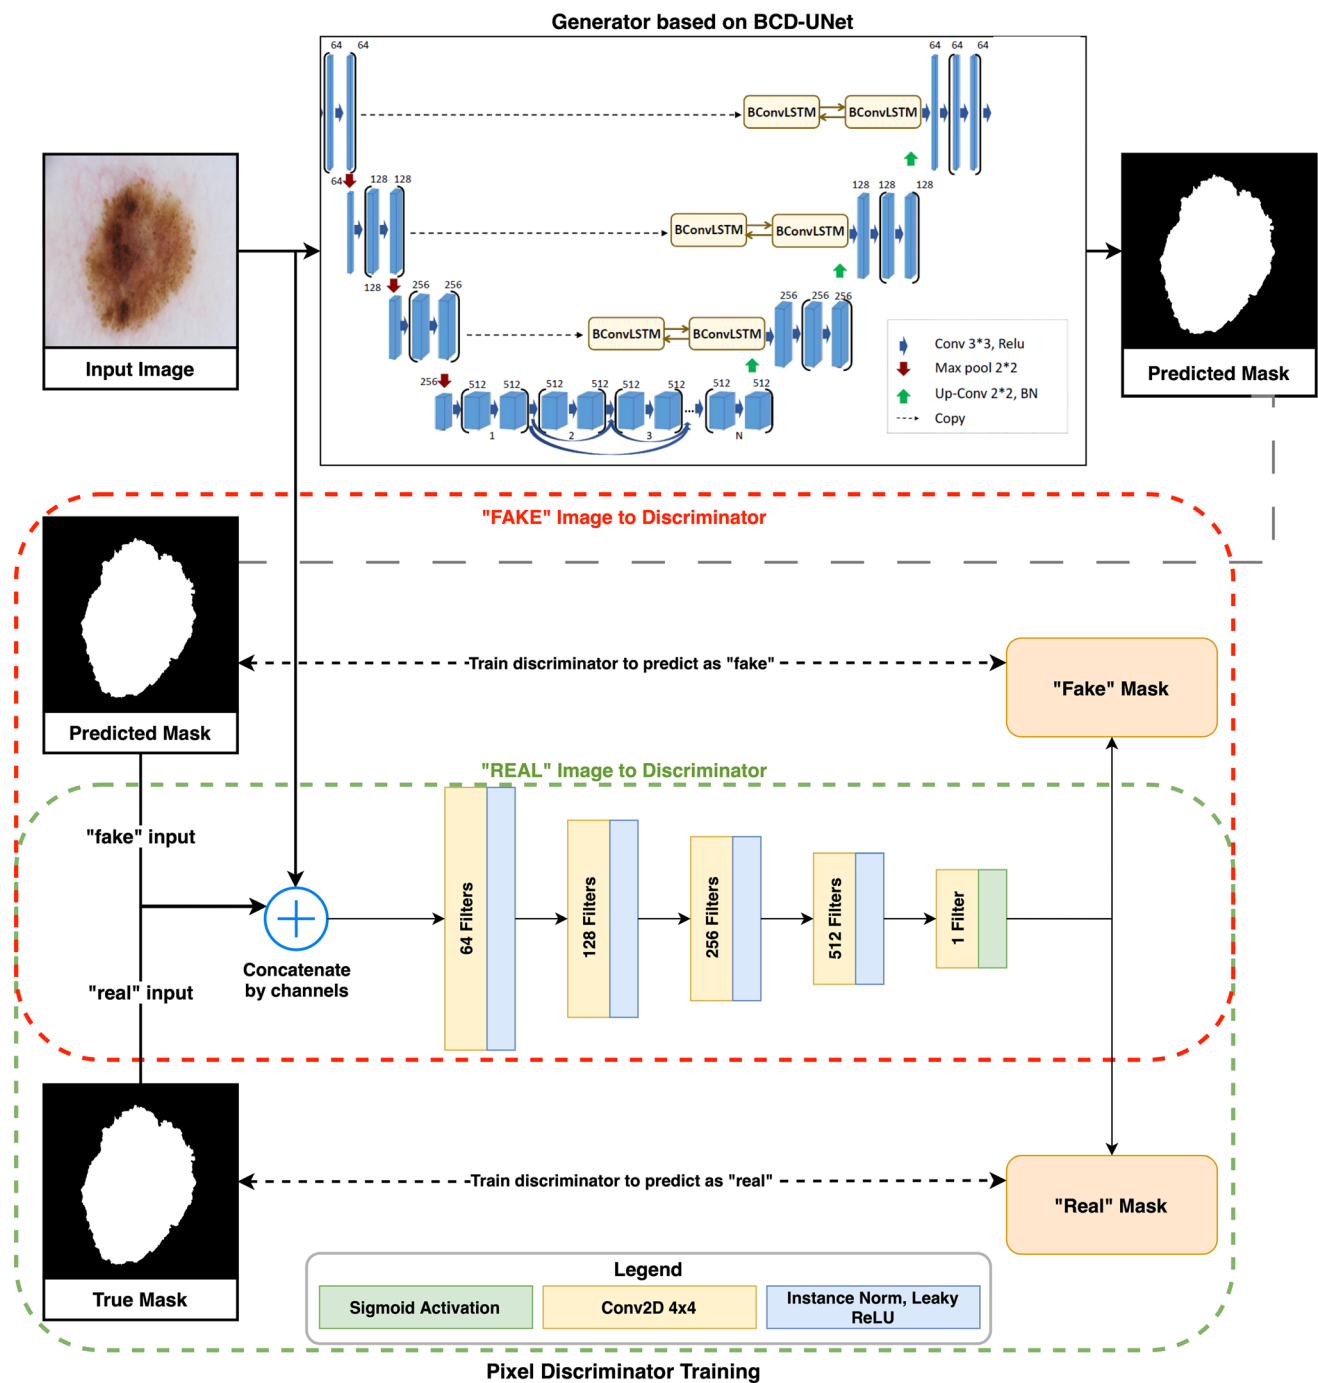 Generator based on BCD-UNet
64 64
64 64 64
BConvLSTM BConvLSTM
64 128 128
128 128 128
BConvLSTM BConvLSTM
128 256 256
256 256 256
BConvLSTM BConvLSTM
256 512 512 512 512 512 512 ... 512 512
1 2 3 N
Conv 3*3, Relu
Max pool 2*2
Up-Conv 2*2, BN
Copy
Input Image
Predicted Mask
"FAKE" Image to Discriminator
Train discriminator to predict as "fake"
"Fake" Mask
Predicted Mask
"REAL" Image to Discriminator
"fake" input
"real" input
Concatenate
by channels
64 Filters
128 Filters
256 Filters
512 Filters
1 Filter
Train discriminator to predict as "real"
"Real" Mask
True Mask
Legend
Sigmoid Activation
Conv2D 4x4
Instance Norm, Leaky
ReLU
Pixel Discriminator Training